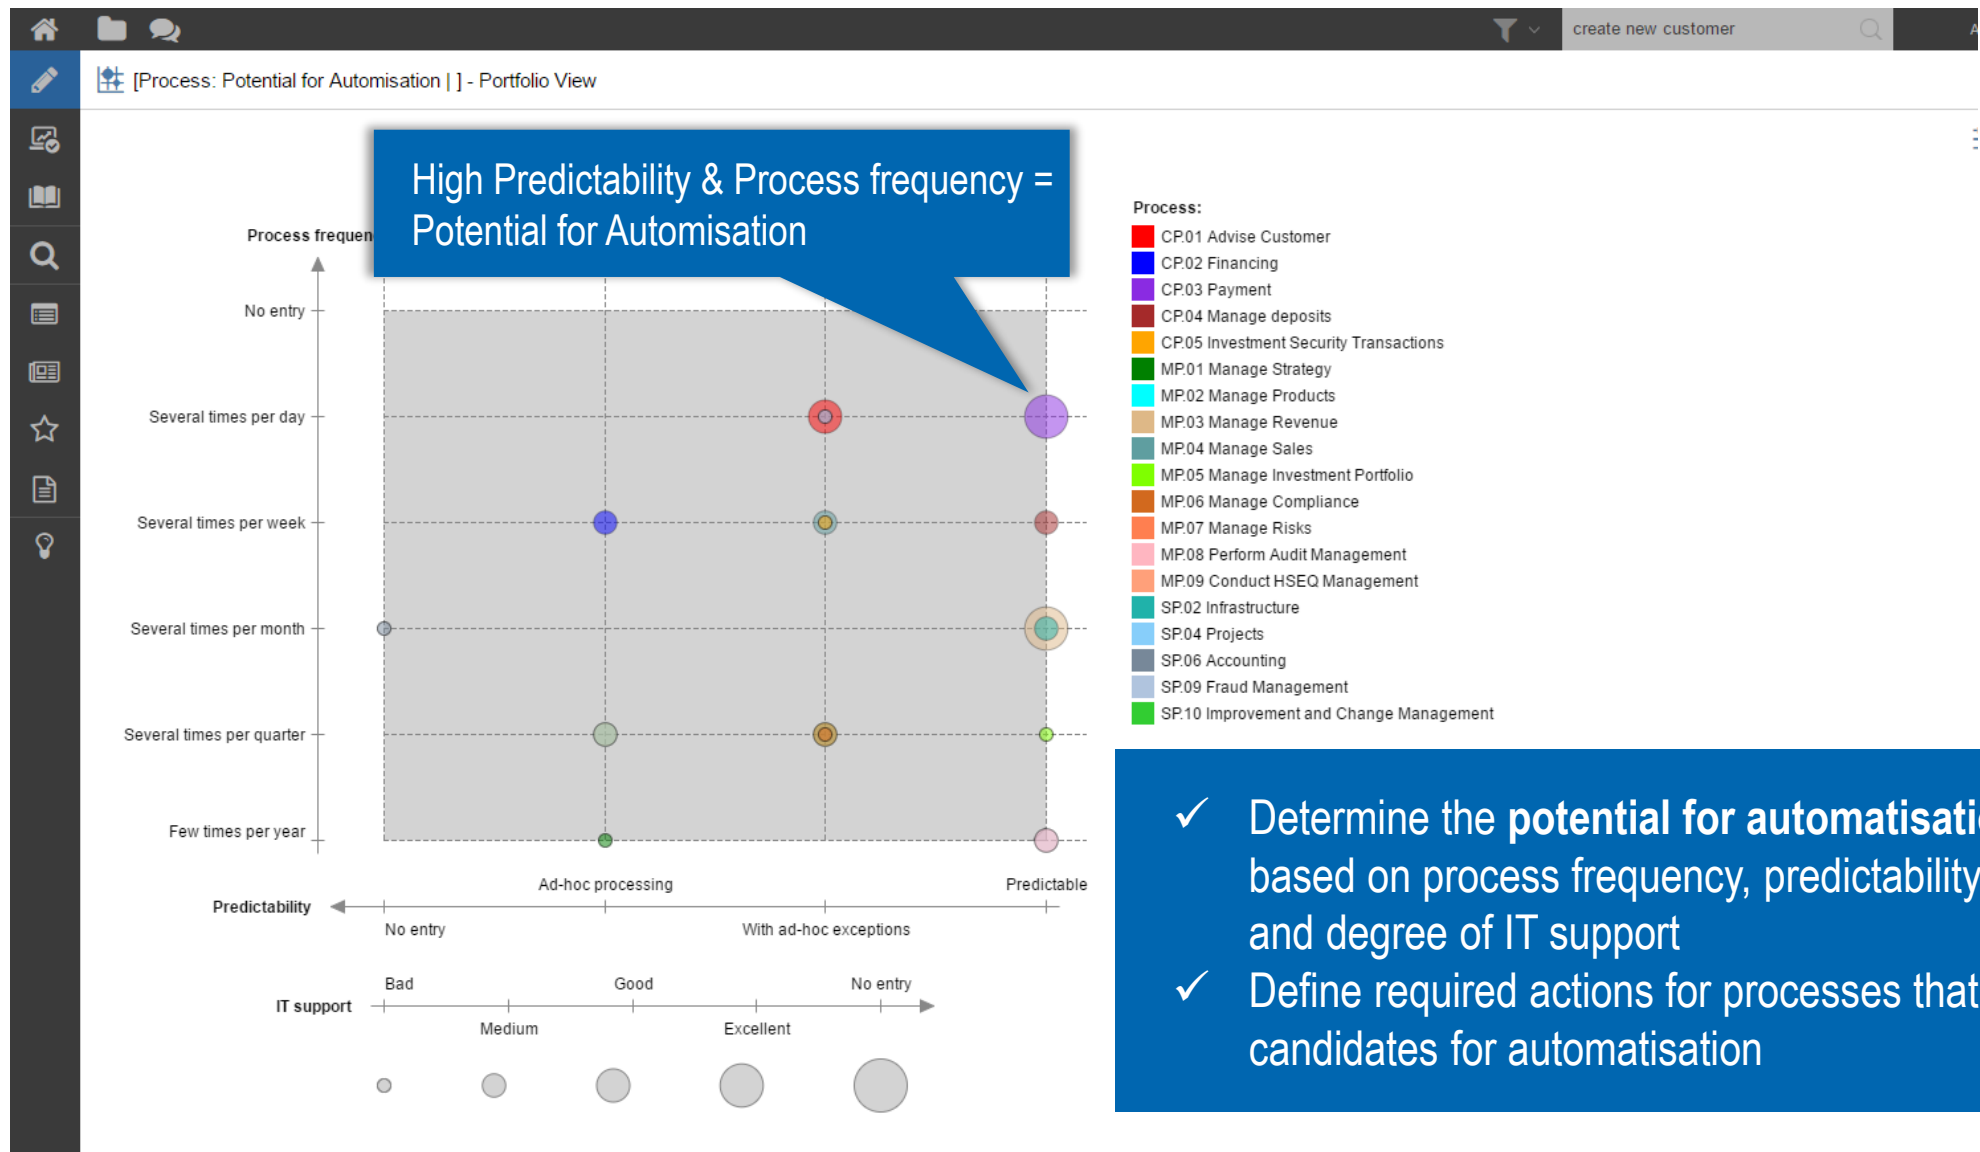 create new customer
A
[Process: Potential for Automisation | ] - Portfolio View
High Predictability & Process frequency =
Potential for Automisation
Process frequen
No entry
Several times per day
Several times per week
Several times per month
Several times per quarter
Few times per year
Ad-hoc processing
Predictable
Predictability
No entry
With ad-hoc exceptions
Bad
Good
No entry
IT support
Medium
Excellent
Process:
CP.01 Advise Customer
CP.02 Financing
CP.03 Payment
CP.04 Manage deposits
CP.05 Investment Security Transactions
MP.01 Manage Strategy
MP.02 Manage Products
MP.03 Manage Revenue
MP.04 Manage Sales
MP.05 Manage Investment Portfolio
MP.06 Manage Compliance
MP.07 Manage Risks
MP.08 Perform Audit Management
MP.09 Conduct HSEQ Management
SP.02 Infrastructure
SP.04 Projects
SP.06 Accounting
SP.09 Fraud Management
SP.10 Improvement and Change Management
✓ Determine the potential for automatisati
based on process frequency, predictability
and degree of IT support
✓ Define required actions for processes that
candidates for automatisation